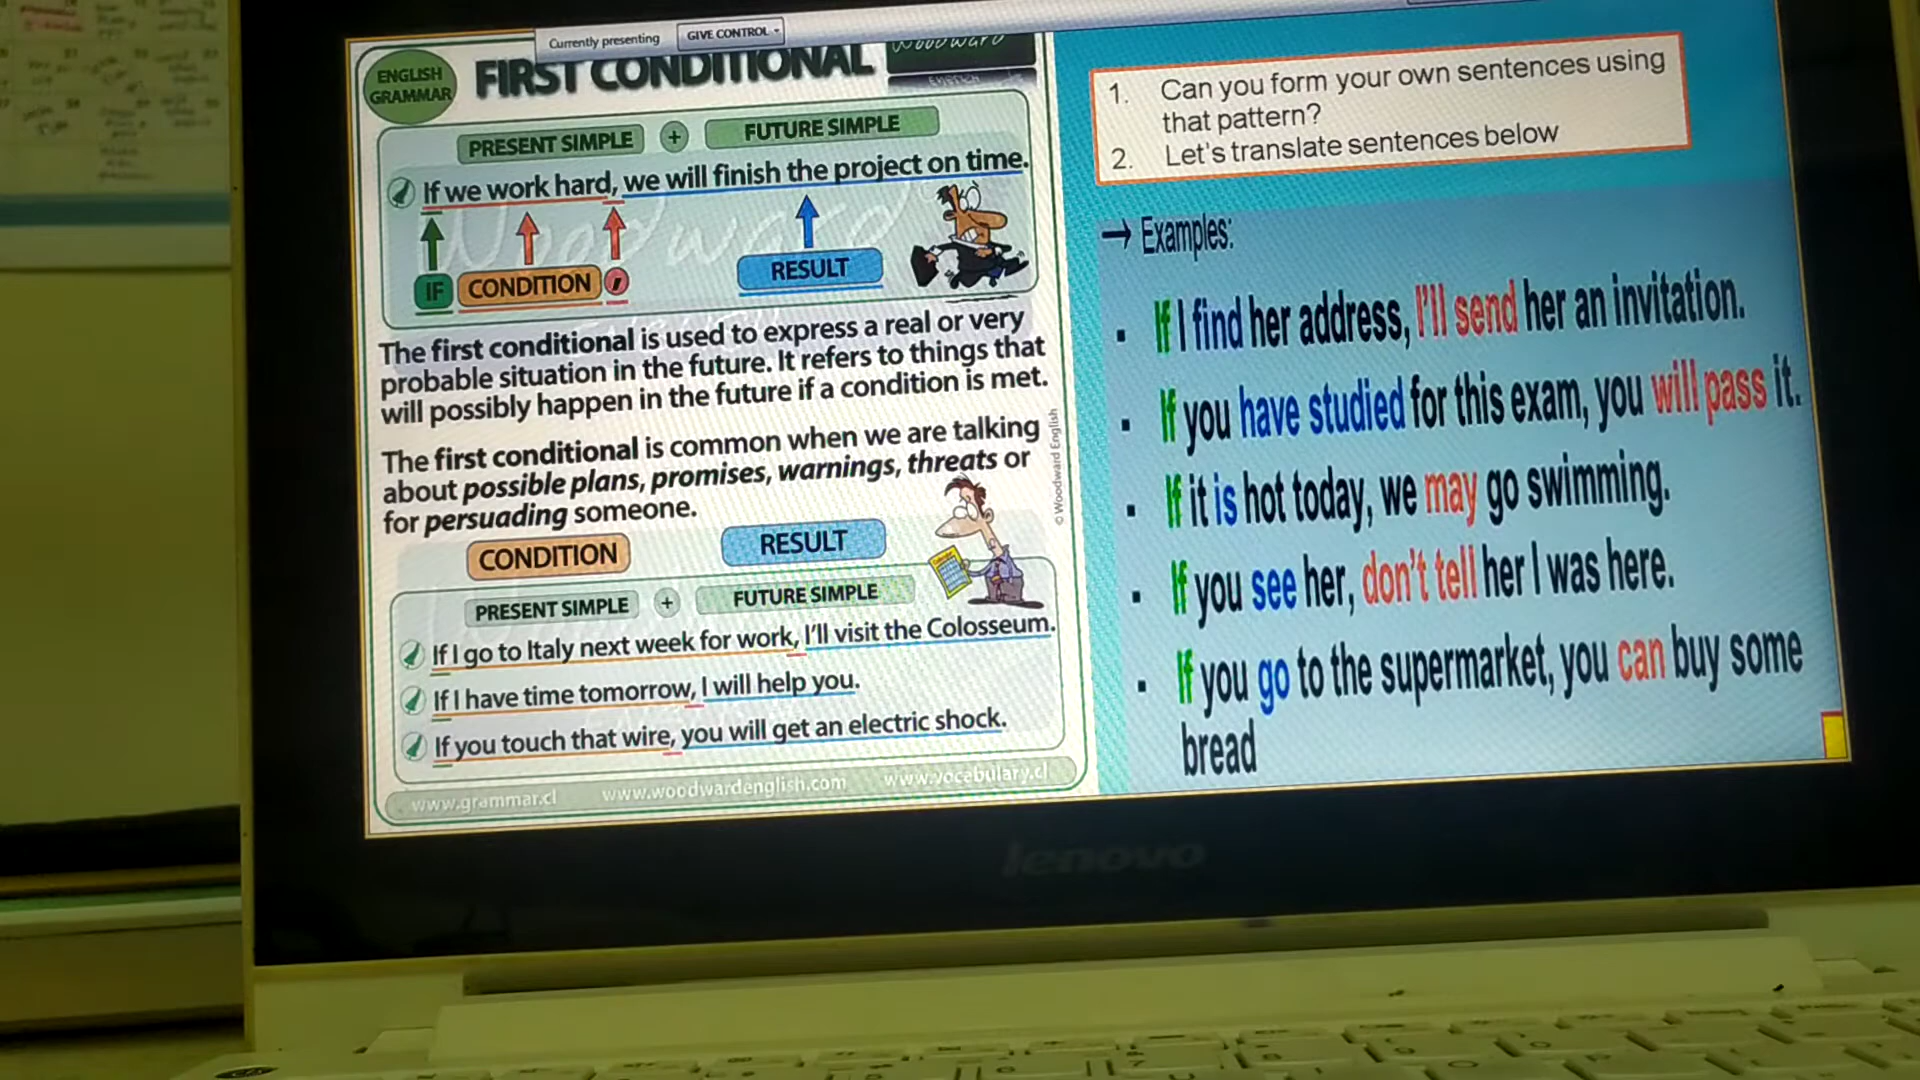 Currently presenting GIVE CONTROL
ENGLISH
GRAMMAR
FIRST CONDITIONAL
Woodward
English
PRESENT SIMPLE + FUTURE SIMPLE
If we work hard, we will finish the project on time.
IF CONDITION , RESULT
The first conditional is used to express a real or very
probable situation in the future. It refers to things that
will possibly happen in the future if a condition is met.
The first conditional is common when we are talking
about possible plans, promises, warnings, threats or
for persuading someone.
© Woodward English
CONDITION RESULT
PRESENT SIMPLE + FUTURE SIMPLE
If I go to Italy next week for work, I'll visit the Colosseum.
If I have time tomorrow, I will help you.
If you touch that wire, you will get an electric shock.
www.grammar.cl www.woodwardenglish.com www.vocabulary.cl
1. Can you form your own sentences using
that pattern?
2. Let's translate sentences below
→ Examples:
▪ If I find her address, I'll send her an invitation.
▪ If you have studied for this exam, you will pass it.
▪ If it is hot today, we may go swimming.
▪ If you see her, don't tell her I was here.
▪ If you go to the supermarket, you can buy some
bread
lenovo